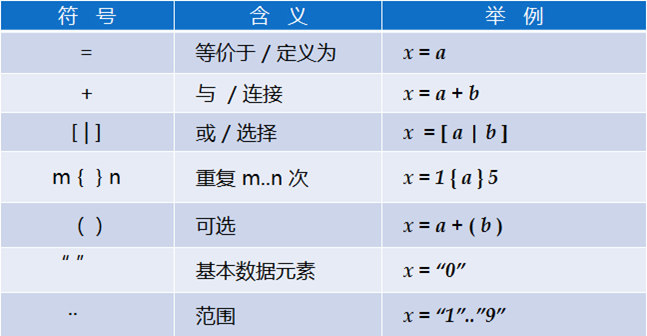 符 号 含 义 举 例
= 等价于 / 定义为 x = a
+ 与 / 连接 x = a + b
[ | ] 或 / 选择 x = [ a | b ]
m { } n 重复 m..n 次 x = 1 { a } 5
( ) 可选 x = a + ( b )
“ ” 基本数据元素 x = “0”
.. 范围 x = “1”..”9”